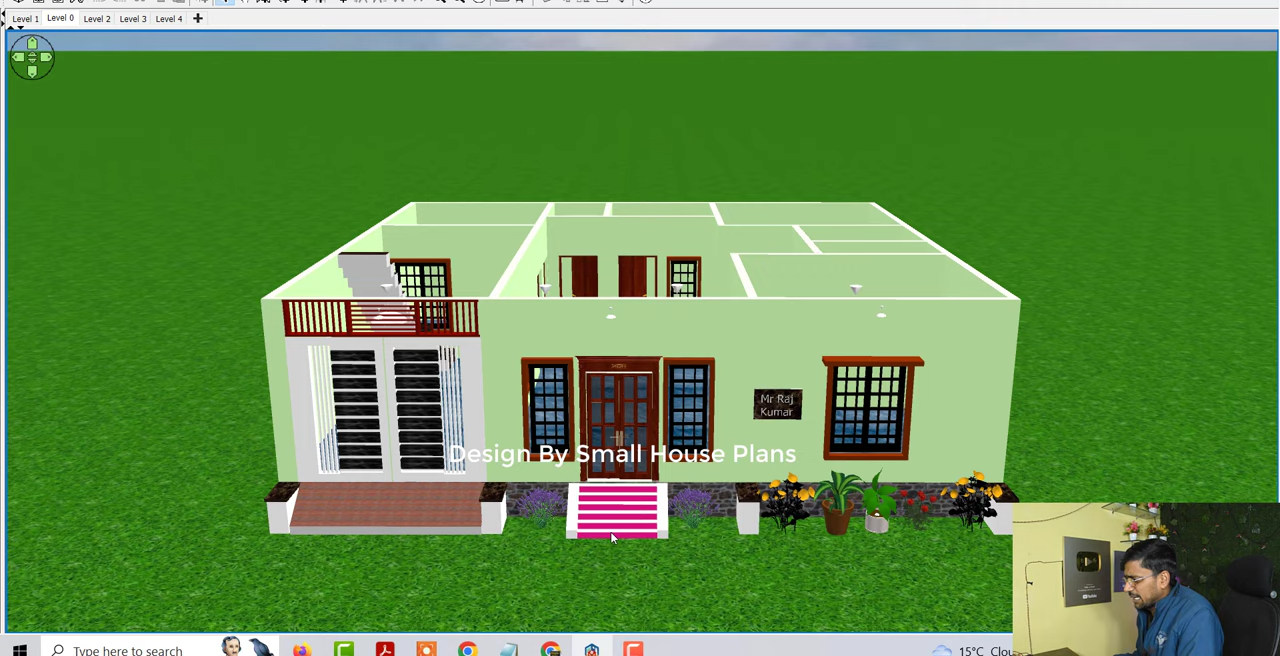 Level 1 Level 0 Level 2 Level 3 Level 4
Mr Raj
Kumar
Design By Small House Plans
Type here to search
15°C Clou